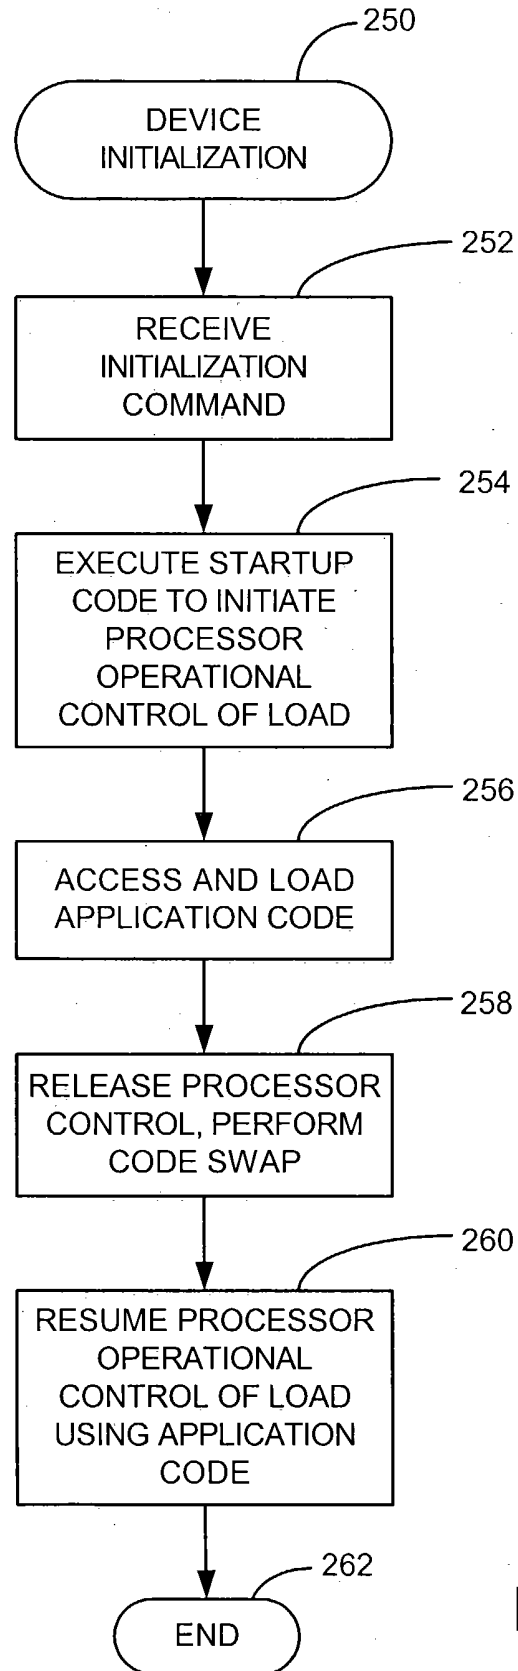 250
DEVICE
INITIALIZATION
252
RECEIVE
INITIALIZATION
COMMAND
254
EXECUTE STARTUP
CODE TO INITIATE
PROCESSOR
OPERATIONAL
CONTROL OF LOAD
256
ACCESS AND LOAD
APPLICATION CODE
258
RELEASE PROCESSOR
CONTROL, PERFORM
CODE SWAP
260
RESUME PROCESSOR
OPERATIONAL
CONTROL OF LOAD
USING APPLICATION
CODE
262
END